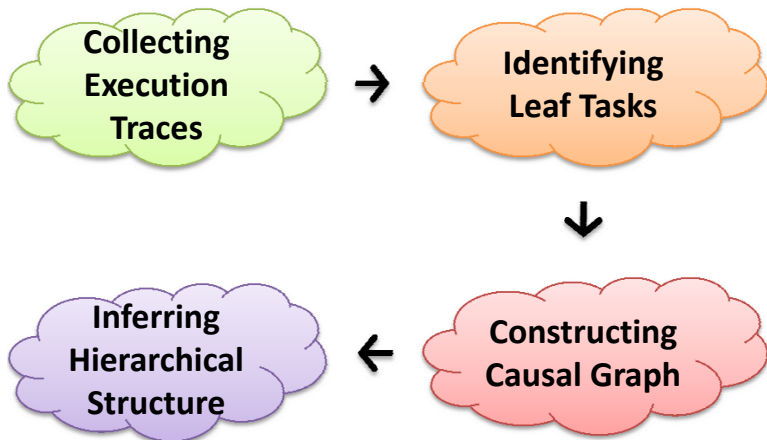 Collecting
Execution
Traces
Identifying
Leaf Tasks
Constructing
Causal Graph
Inferring
Hierarchical
Structure